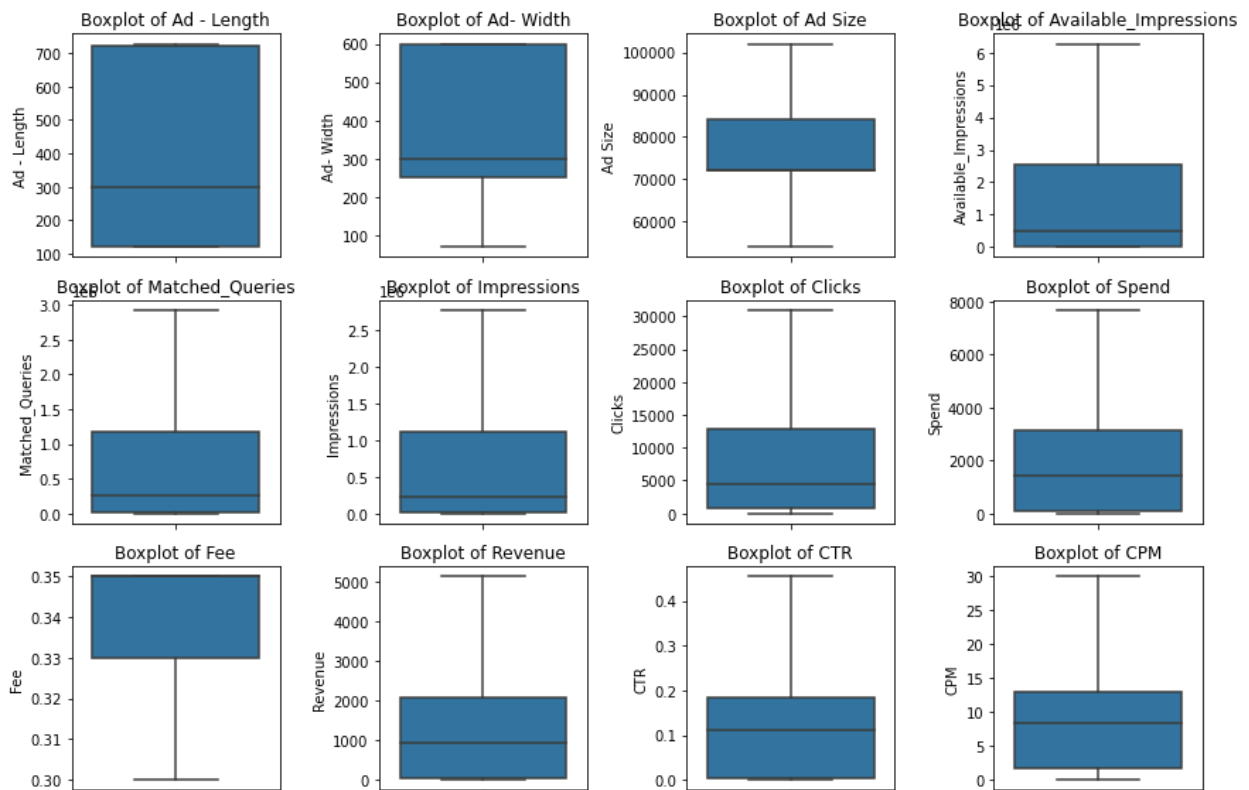 Boxplot of Ad - Length
700
600
500
400
300
200
100
Ad - Length
Boxplot of Ad- Width
600
500
400
300
200
100
Ad- Width
Boxplot of Ad Size
100000
90000
80000
70000
60000
Ad Size
Boxplot of Available_Impressions
1e6
6
5
4
3
2
1
0
Available_Impressions
Boxplot of Matched_Queries
1e6
3.0
2.5
2.0
1.5
1.0
0.5
0.0
Matched_Queries
Boxplot of Impressions
1e6
2.5
2.0
1.5
1.0
0.5
0.0
Impressions
Boxplot of Clicks
30000
25000
20000
15000
10000
5000
0
Clicks
Boxplot of Spend
8000
6000
4000
2000
0
Spend
Boxplot of Fee
0.35
0.34
0.33
0.32
0.31
0.30
Fee
Boxplot of Revenue
5000
4000
3000
2000
1000
0
Revenue
Boxplot of CTR
0.4
0.3
0.2
0.1
0.0
CTR
Boxplot of CPM
30
25
20
15
10
5
0
CPM